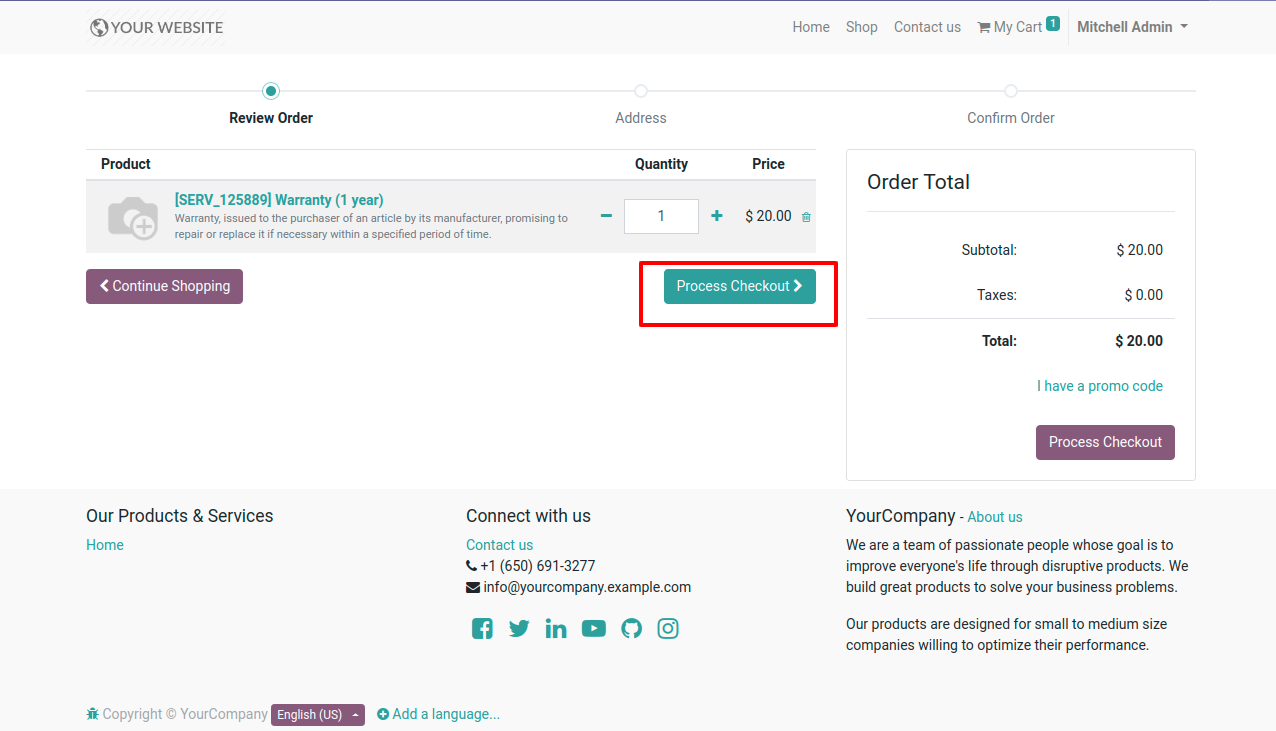 YOUR WEBSITE
Home Shop Contact us My Cart 1 Mitchell Admin
Review Order Address Confirm Order
Product Quantity Price
[SERV_125889] Warranty (1 year)
Warranty, issued to the purchaser of an article by its manufacturer, promising to
repair or replace it if necessary within a specified period of time.
1 $ 20.00
Continue Shopping
Process Checkout
Order Total
Subtotal: $ 20.00
Taxes: $ 0.00
Total: $ 20.00
I have a promo code
Process Checkout
Our Products & Services
Home
Connect with us
Contact us
+1 (650) 691-3277
info@yourcompany.example.com
YourCompany - About us
We are a team of passionate people whose goal is to
improve everyone's life through disruptive products. We
build great products to solve your business problems.
Our products are designed for small to medium size
companies willing to optimize their performance.
Copyright © YourCompany English (US) Add a language...